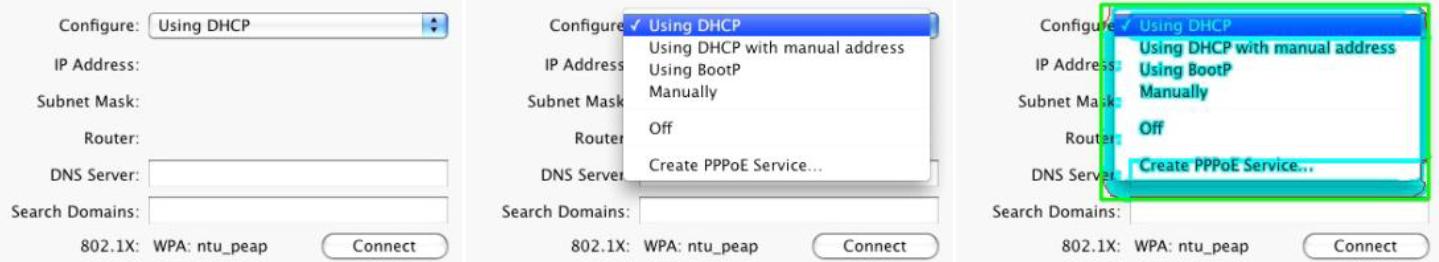 Configure: Using DHCP
IP Address:
Subnet Mask:
Router:
DNS Server:
Search Domains:
802.1X: WPA: ntu_peap Connect
Configure ✓ Using DHCP
Using DHCP with manual address
IP Address
Using BootP
Subnet Mask
Manually
Router
Off
DNS Server
Create PPPoE Service...
Search Domains:
802.1X: WPA: ntu_peap Connect
Configure ✓ Using DHCP
Using DHCP with manual address
IP Address
Using BootP
Subnet Mask
Manually
Router
Off
DNS Server
Create PPPoE Service...
Search Domains:
802.1X: WPA: ntu_peap Connect